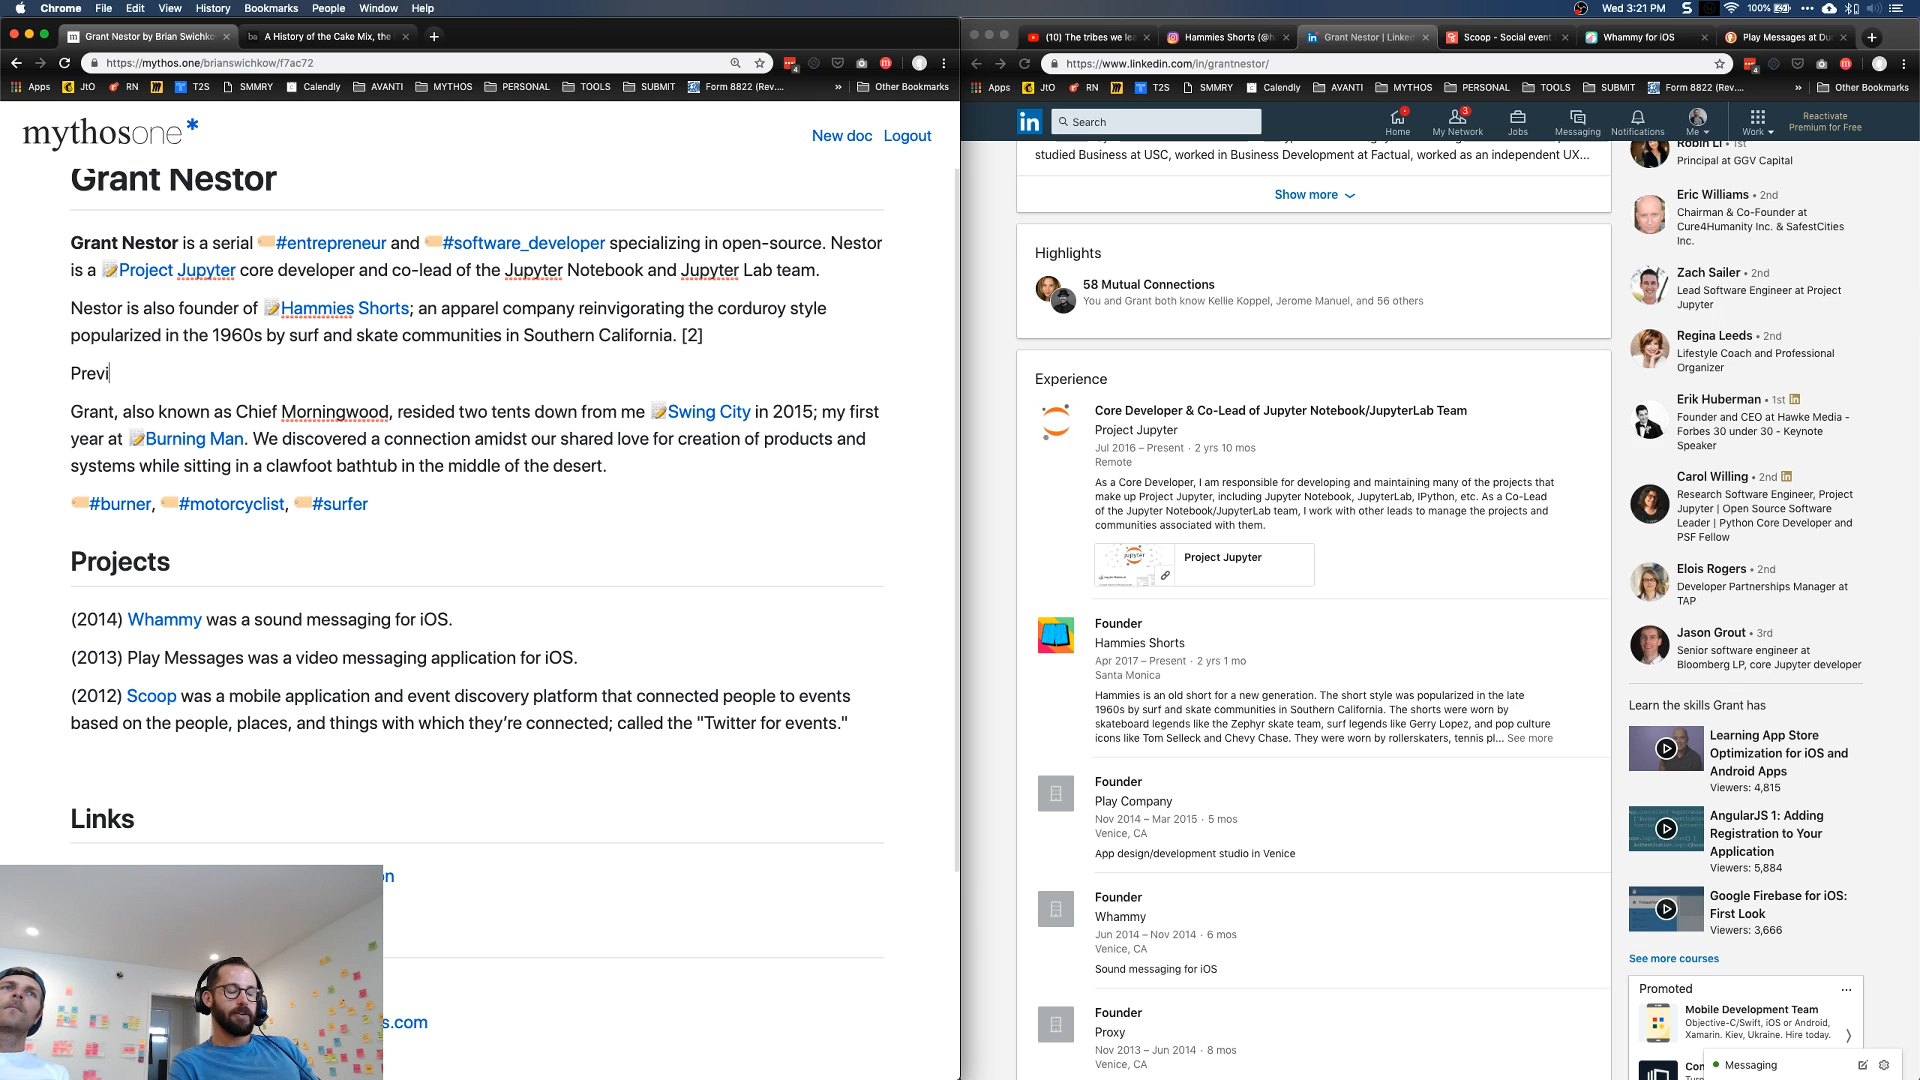 Chrome File Edit View History Bookmarks People Window Help
Wed 3:21 PM 100%
Grant Nestor by Brian Swichko
A History of the Cake Mix, the
https://mythos.one/brianswichkow/f7ac72
Apps JtO RN T2S SMMRY Calendly AVANTI MYTHOS PERSONAL TOOLS SUBMIT Form 8822 (Rev.... » Other Bookmarks
mythosone*
New doc Logout
Grant Nestor
Grant Nestor is a serial #entrepreneur and #software_developer specializing in open-source. Nestor
is a Project Jupyter core developer and co-lead of the Jupyter Notebook and Jupyter Lab team.
Nestor is also founder of Hammies Shorts; an apparel company reinvigorating the corduroy style
popularized in the 1960s by surf and skate communities in Southern California. [2]
Previ
Grant, also known as Chief Morningwood, resided two tents down from me Swing City in 2015; my first
year at Burning Man. We discovered a connection amidst our shared love for creation of products and
systems while sitting in a clawfoot bathtub in the middle of the desert.
#burner, #motorcyclist, #surfer
Projects
(2014) Whammy was a sound messaging for iOS.
(2013) Play Messages was a video messaging application for iOS.
(2012) Scoop was a mobile application and event discovery platform that connected people to events
based on the people, places, and things with which they're connected; called the "Twitter for events."
Links
on
s.com
(10) The tribes we lea
Hammies Shorts (@h
Grant Nestor | Linked
Scoop - Social event
Whammy for iOS
Play Messages at Du
https://www.linkedin.com/in/grantnestor/
Apps JtO RN T2S SMMRY Calendly AVANTI MYTHOS PERSONAL TOOLS SUBMIT Form 8822 (Rev.... » Other Bookmarks
in
Search
Home
3
My Network
Jobs
Messaging
Notifications
Me
Work
Reactivate
Premium for Free
studied Business at USC, worked in Business Development at Factual, worked as an independent UX...
Show more
Highlights
58 Mutual Connections
You and Grant both know Kellie Koppel, Jerome Manuel, and 56 others
Experience
Core Developer & Co-Lead of Jupyter Notebook/JupyterLab Team
Project Jupyter
Jul 2016 – Present · 2 yrs 10 mos
Remote
As a Core Developer, I am responsible for developing and maintaining many of the projects that
make up Project Jupyter, including Jupyter Notebook, JupyterLab, IPython, etc. As a Co-Lead
of the Jupyter Notebook/JupyterLab team, I work with other leads to manage the projects and
communities associated with them.
jupyter
Project Jupyter
Founder
Hammies Shorts
Apr 2017 – Present · 2 yrs 1 mo
Santa Monica
Hammies is an old short for a new generation. The short style was popularized in the late
1960s by surf and skate communities in Southern California. The shorts were worn by
skateboard legends like the Zephyr skate team, surf legends like Gerry Lopez, and pop culture
icons like Tom Selleck and Chevy Chase. They were worn by rollerskaters, tennis pl... See more
Founder
Play Company
Nov 2014 – Mar 2015 · 5 mos
Venice, CA
App design/development studio in Venice
Founder
Whammy
Jun 2014 – Nov 2014 · 6 mos
Venice, CA
Sound messaging for iOS
Founder
Proxy
Nov 2013 – Jun 2014 · 8 mos
Venice, CA
Robin Li • 1st
Principal at GGV Capital
Eric Williams • 2nd
Chairman & Co-Founder at
Cure4Humanity Inc. & SafestCities
Inc.
Zach Sailer • 2nd
Lead Software Engineer at Project
Jupyter
Regina Leeds • 2nd
Lifestyle Coach and Professional
Organizer
Erik Huberman • 1st in
Founder and CEO at Hawke Media -
Forbes 30 under 30 - Keynote
Speaker
Carol Willing • 2nd in
Research Software Engineer, Project
Jupyter | Open Source Software
Leader | Python Core Developer and
PSF Fellow
Elois Rogers • 2nd
Developer Partnerships Manager at
TAP
Jason Grout • 3rd
Senior software engineer at
Bloomberg LP, core Jupyter developer
Learn the skills Grant has
Learning App Store
Optimization for iOS and
Android Apps
Viewers: 4,815
AngularJS 1: Adding
Registration to Your
Application
Viewers: 5,884
Google Firebase for iOS:
First Look
Viewers: 3,666
See more courses
Promoted
Mobile Development Team
Objective-C/Swift, iOS or Android,
Xamarin. Kiev, Ukraine. Hire today.
Con
Messaging